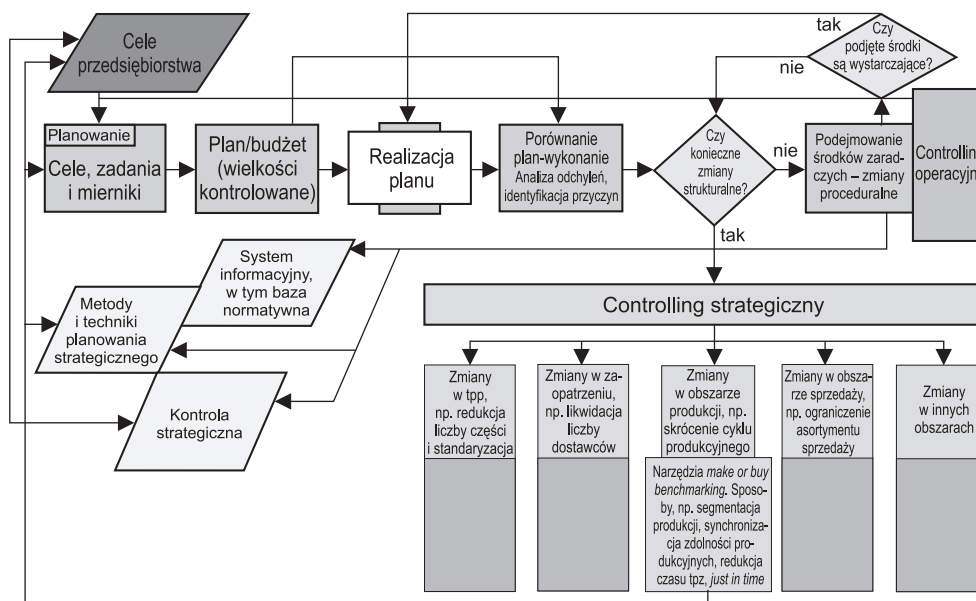 Cele
przedsiębiorstwa
tak
Czy
podjęte środki
są wystarczające?
nie
Planowanie
Cele, zadania
i mierniki
Plan/budżet
(wielkości
kontrolowane)
Realizacja
planu
Porównanie
plan-wykonanie
Analiza odchyleń,
identyfikacja przyczyn
Czy
konieczne
zmiany
strukturalne?
nie
tak
Podejmowanie
środków zarad-
czych – zmiany
proceduralne
Controlling
operacyjn
System
informacyjny,
w tym baza
normatywna
Metody
i techniki
planowania
strategicznego
Kontrola
strategiczna
Controlling strategiczny
Zmiany
w tpp,
np. redukcja
liczby części
i standaryzacja
Zmiany w za-
opatrzeniu,
np. likwidacja
liczby
dostawców
Zmiany
w obszarze
produkcji, np.
skrócenie cyklu
produkcyjnego
Zmiany w obsza-
rze sprzedaży,
np. ograniczenie
asortymentu
sprzedaży
Zmiany
w innych
obszarach
Narzędzia make or buy
benchmarking. Sposo-
by, np. segmentacja
produkcji, synchroniza-
cja zdolności pro-
dukcyjnych, redukcja
czasu tpz, just in time